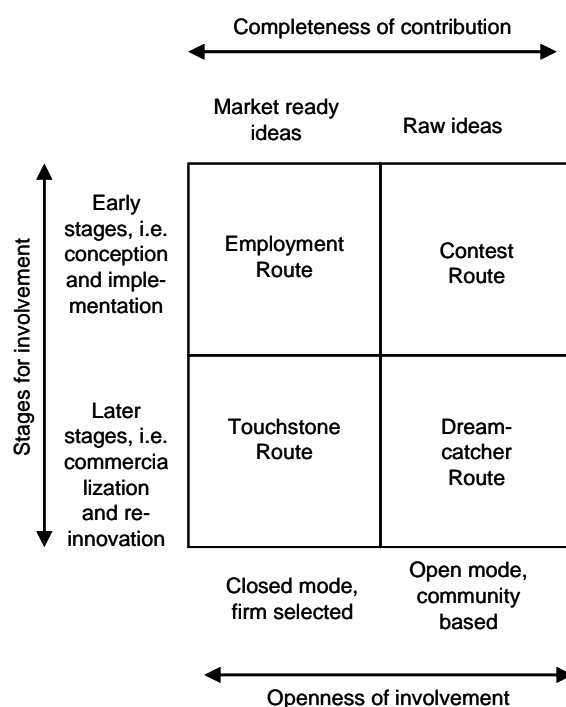 Completeness of contribution
Market ready
ideas
Raw ideas
Stages for involvement
Early
stages, i.e.
conception
and imple-
mentation
Employment
Route
Contest
Route
Later
stages, i.e.
commercia
lization
and re-
innovation
Touchstone
Route
Dream-
catcher
Route
Closed mode,
firm selected
Open mode,
community
based
Openness of involvement